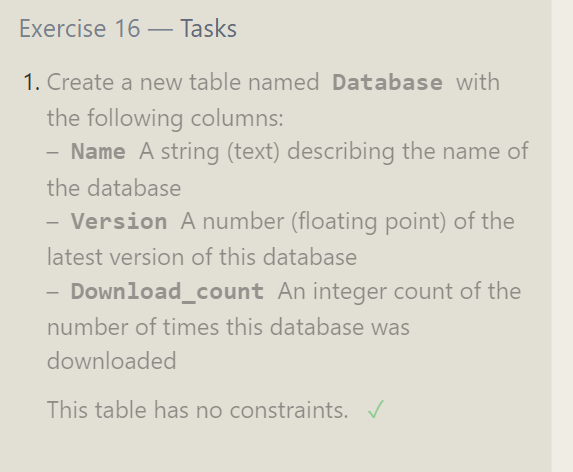 Exercise 16 — Tasks
1. Create a new table named Database with
the following columns:
– Name A string (text) describing the name of
the database
– Version A number (floating point) of the
latest version of this database
– Download_count An integer count of the
number of times this database was
downloaded
This table has no constraints. ✓